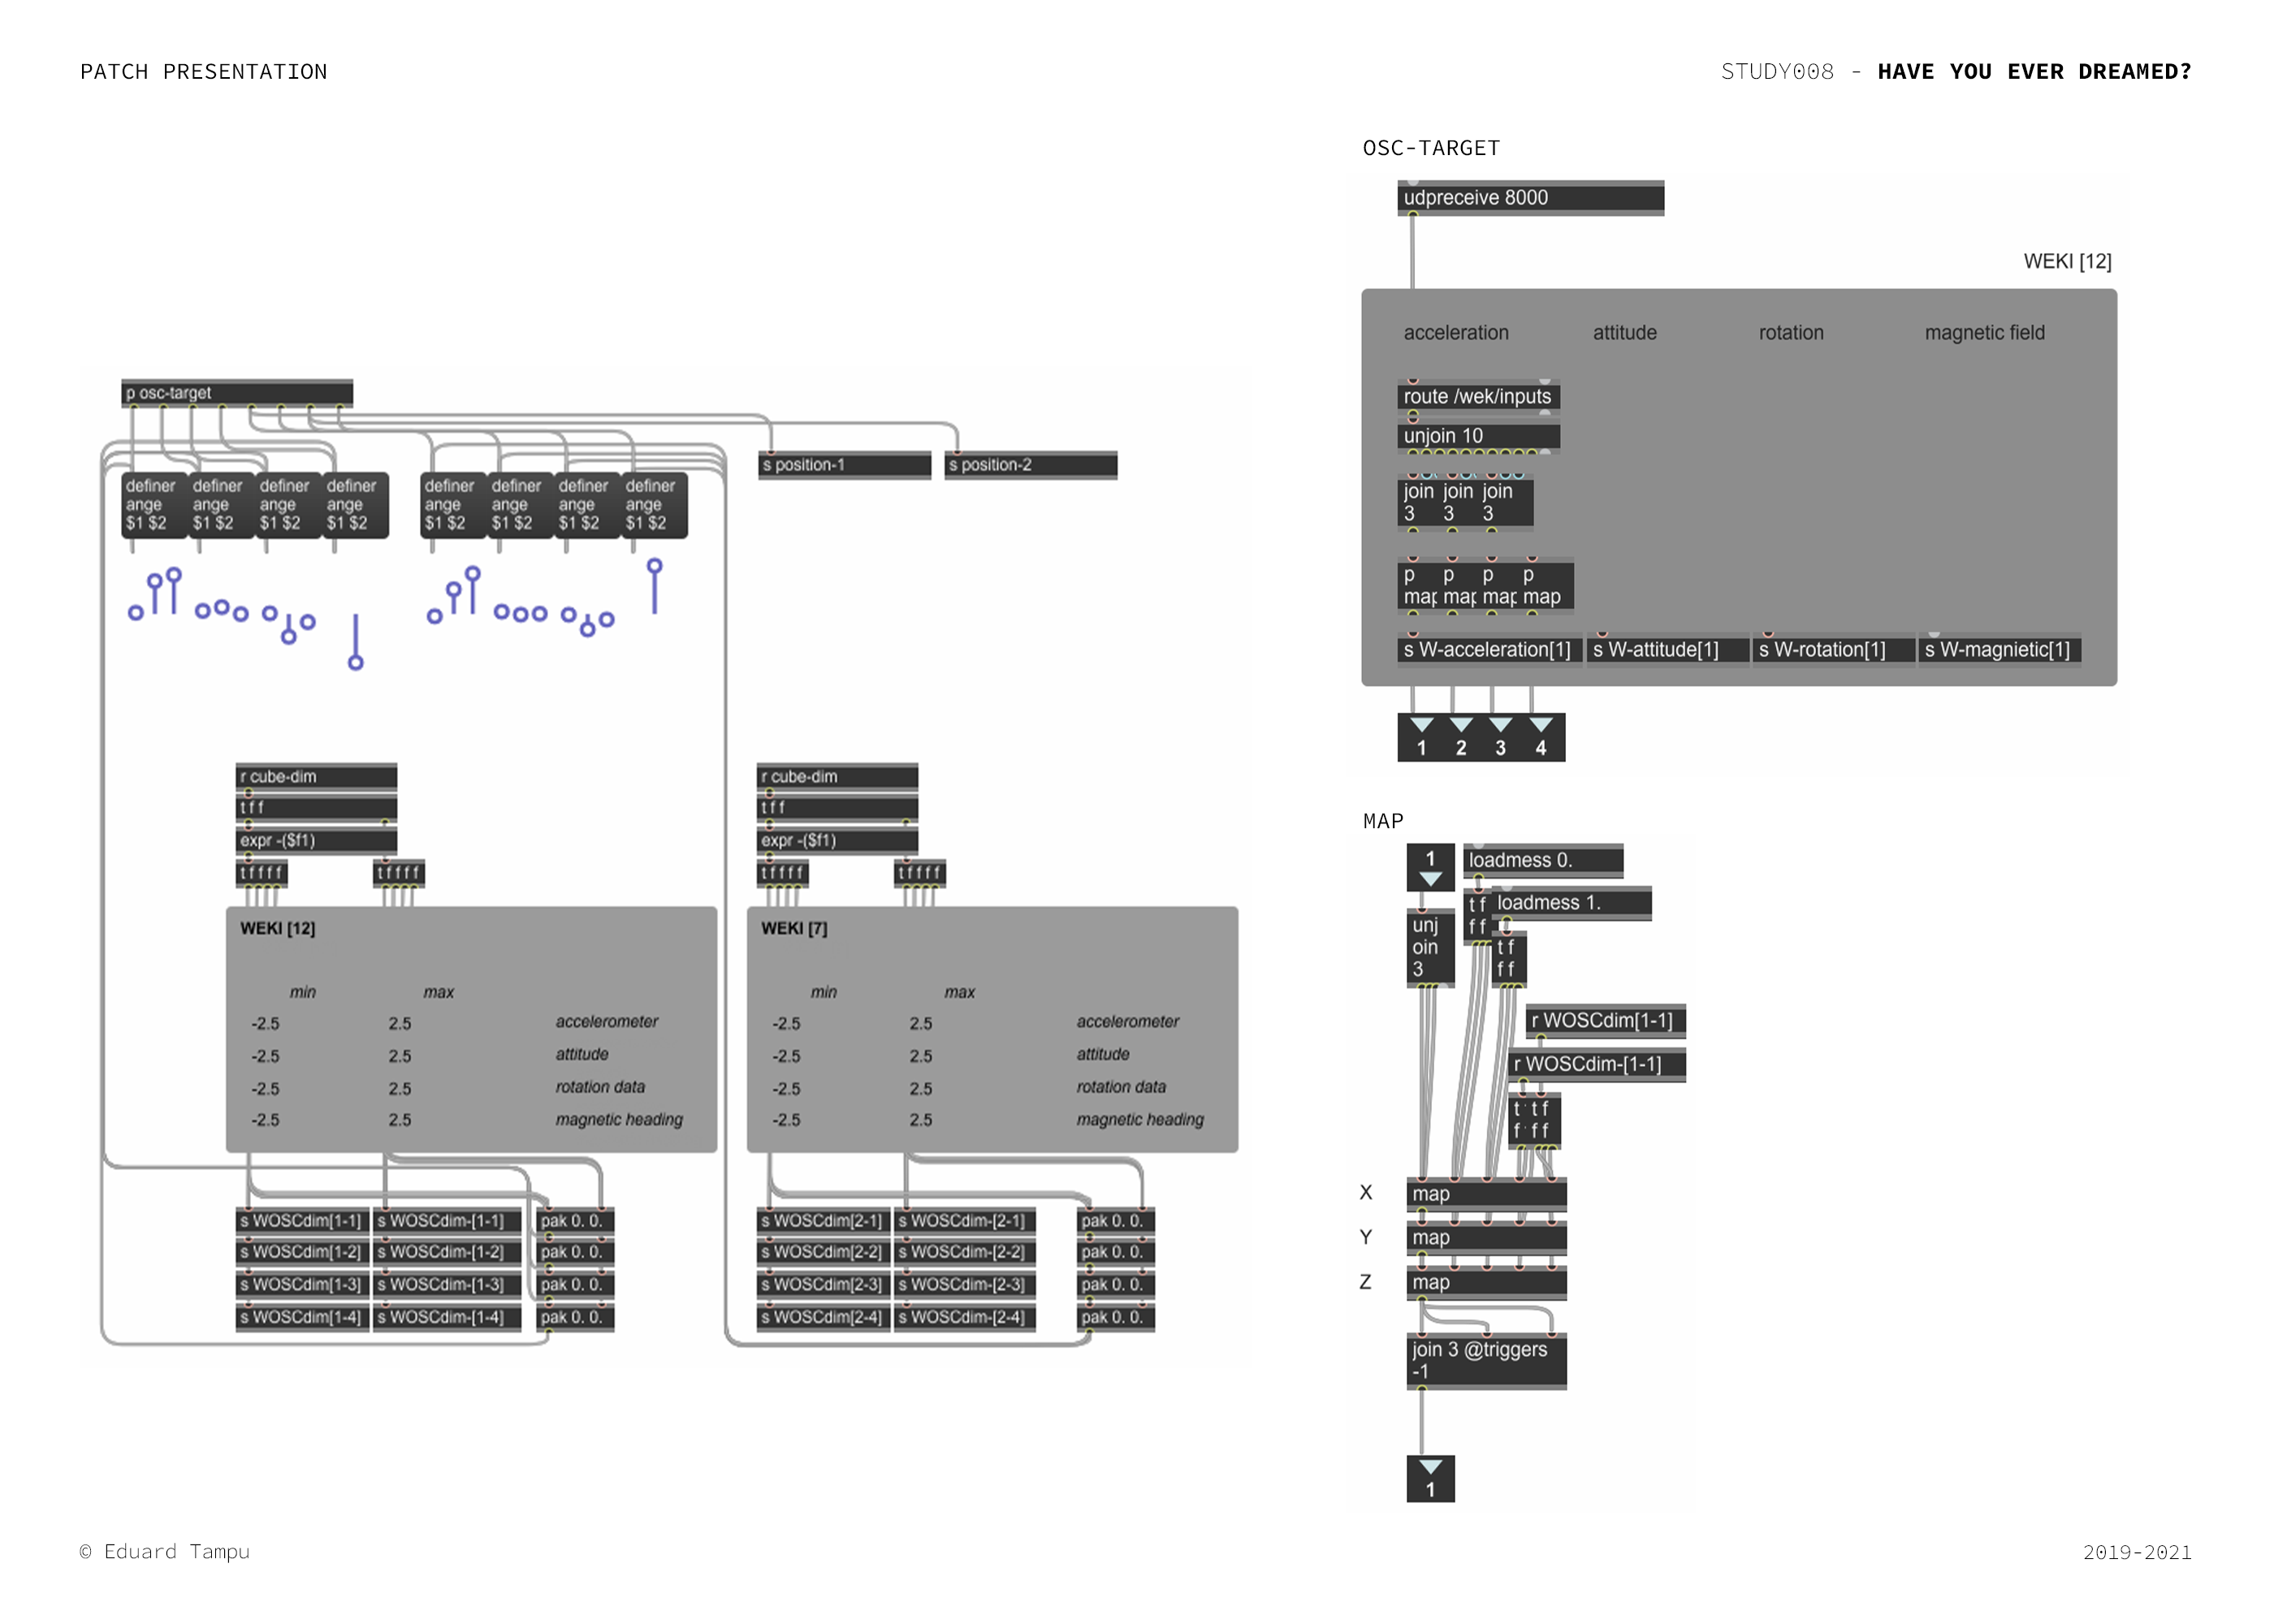 PATCH PRESENTATION
STUDY008 - HAVE YOU EVER DREAMED?
p osc-target
s position-1
s position-2
definer ange $1 $2
definer ange $1 $2
definer ange $1 $2
definer ange $1 $2
definer ange $1 $2
definer ange $1 $2
definer ange $1 $2
definer ange $1 $2
r cube-dim
t f f
expr -($f1)
t f f f f
t f f f f
WEKI [12]
min max
-2.5 2.5 accelerometer
-2.5 2.5 attitude
-2.5 2.5 rotation data
-2.5 2.5 magnetic heading
s WOSCdim[1-1] s WOSCdim-[1-1] pak 0. 0.
s WOSCdim[1-2] s WOSCdim-[1-2] pak 0. 0.
s WOSCdim[1-3] s WOSCdim-[1-3] pak 0. 0.
s WOSCdim[1-4] s WOSCdim-[1-4] pak 0. 0.
r cube-dim
t f f
expr -($f1)
t f f f f
t f f f f
WEKI [7]
min max
-2.5 2.5 accelerometer
-2.5 2.5 attitude
-2.5 2.5 rotation data
-2.5 2.5 magnetic heading
s WOSCdim[2-1] s WOSCdim-[2-1] pak 0. 0.
s WOSCdim[2-2] s WOSCdim-[2-2] pak 0. 0.
s WOSCdim[2-3] s WOSCdim-[2-3] pak 0. 0.
s WOSCdim[2-4] s WOSCdim-[2-4] pak 0. 0.
OSC-TARGET
udpreceive 8000
WEKI [12]
acceleration attitude rotation magnetic field
route /wek/inputs
unjoin 10
join join join
3 3 3
p p p p
map map map map
s W-acceleration[1] s W-attitude[1] s W-rotation[1] s W-magnietic[1]
1 2 3 4
MAP
1
loadmess 0.
t f
f f
loadmess 1.
unj
oin
3
t f
f f
r WOSCdim[1-1]
r WOSCdim-[1-1]
t t f
f f f
X map
Y map
Z map
join 3 @triggers
-1
1
© Eduard Tampu
2019-2021